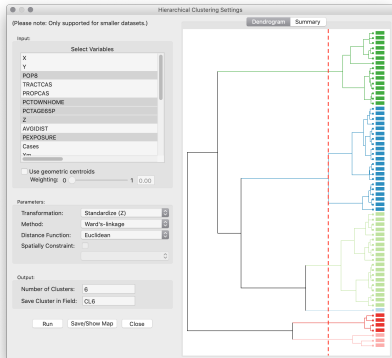 Hierarchical Clustering Settings
(Please note: Only supported for smaller datasets.)
Dendrogram Summary
Input:
Select Variables
X
Y
POP8
TRACTCAS
PROPCAS
PCTOWNHOME
PCTAGE65P
Z
AVGIDIST
PEXPOSURE
Cases
Xm
Use geometric centroids
Weighting: 0 1 0.00
Parameters:
Transformation: Standardize (Z)
Method: Ward's-linkage
Distance Function: Euclidean
Spatially Constraint:
Output:
Number of Clusters: 6
Save Cluster in Field: CL6
Run Save/Show Map Close